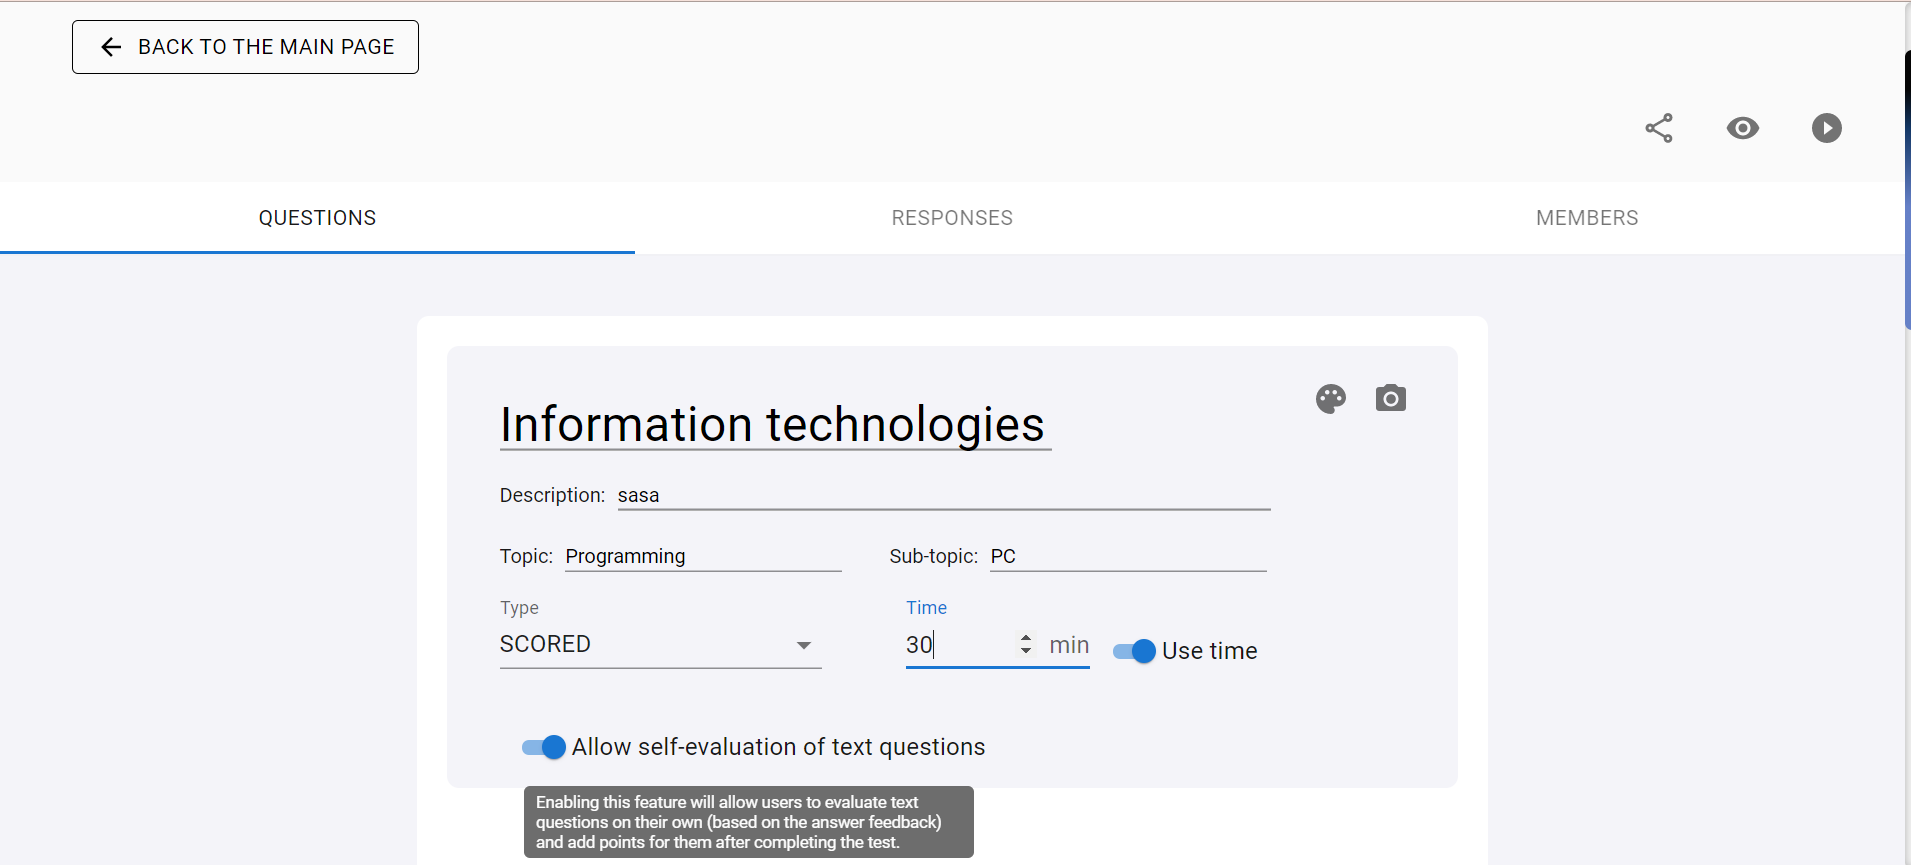 BACK TO THE MAIN PAGE
QUESTIONS RESPONSES MEMBERS
Information technologies
Description: sasa
Topic: Programming Sub-topic: PC
Type Time
SCORED 30 min Use time
Allow self-evaluation of text questions
Enabling this feature will allow users to evaluate text
questions on their own (based on the answer feedback)
and add points for them after completing the test.